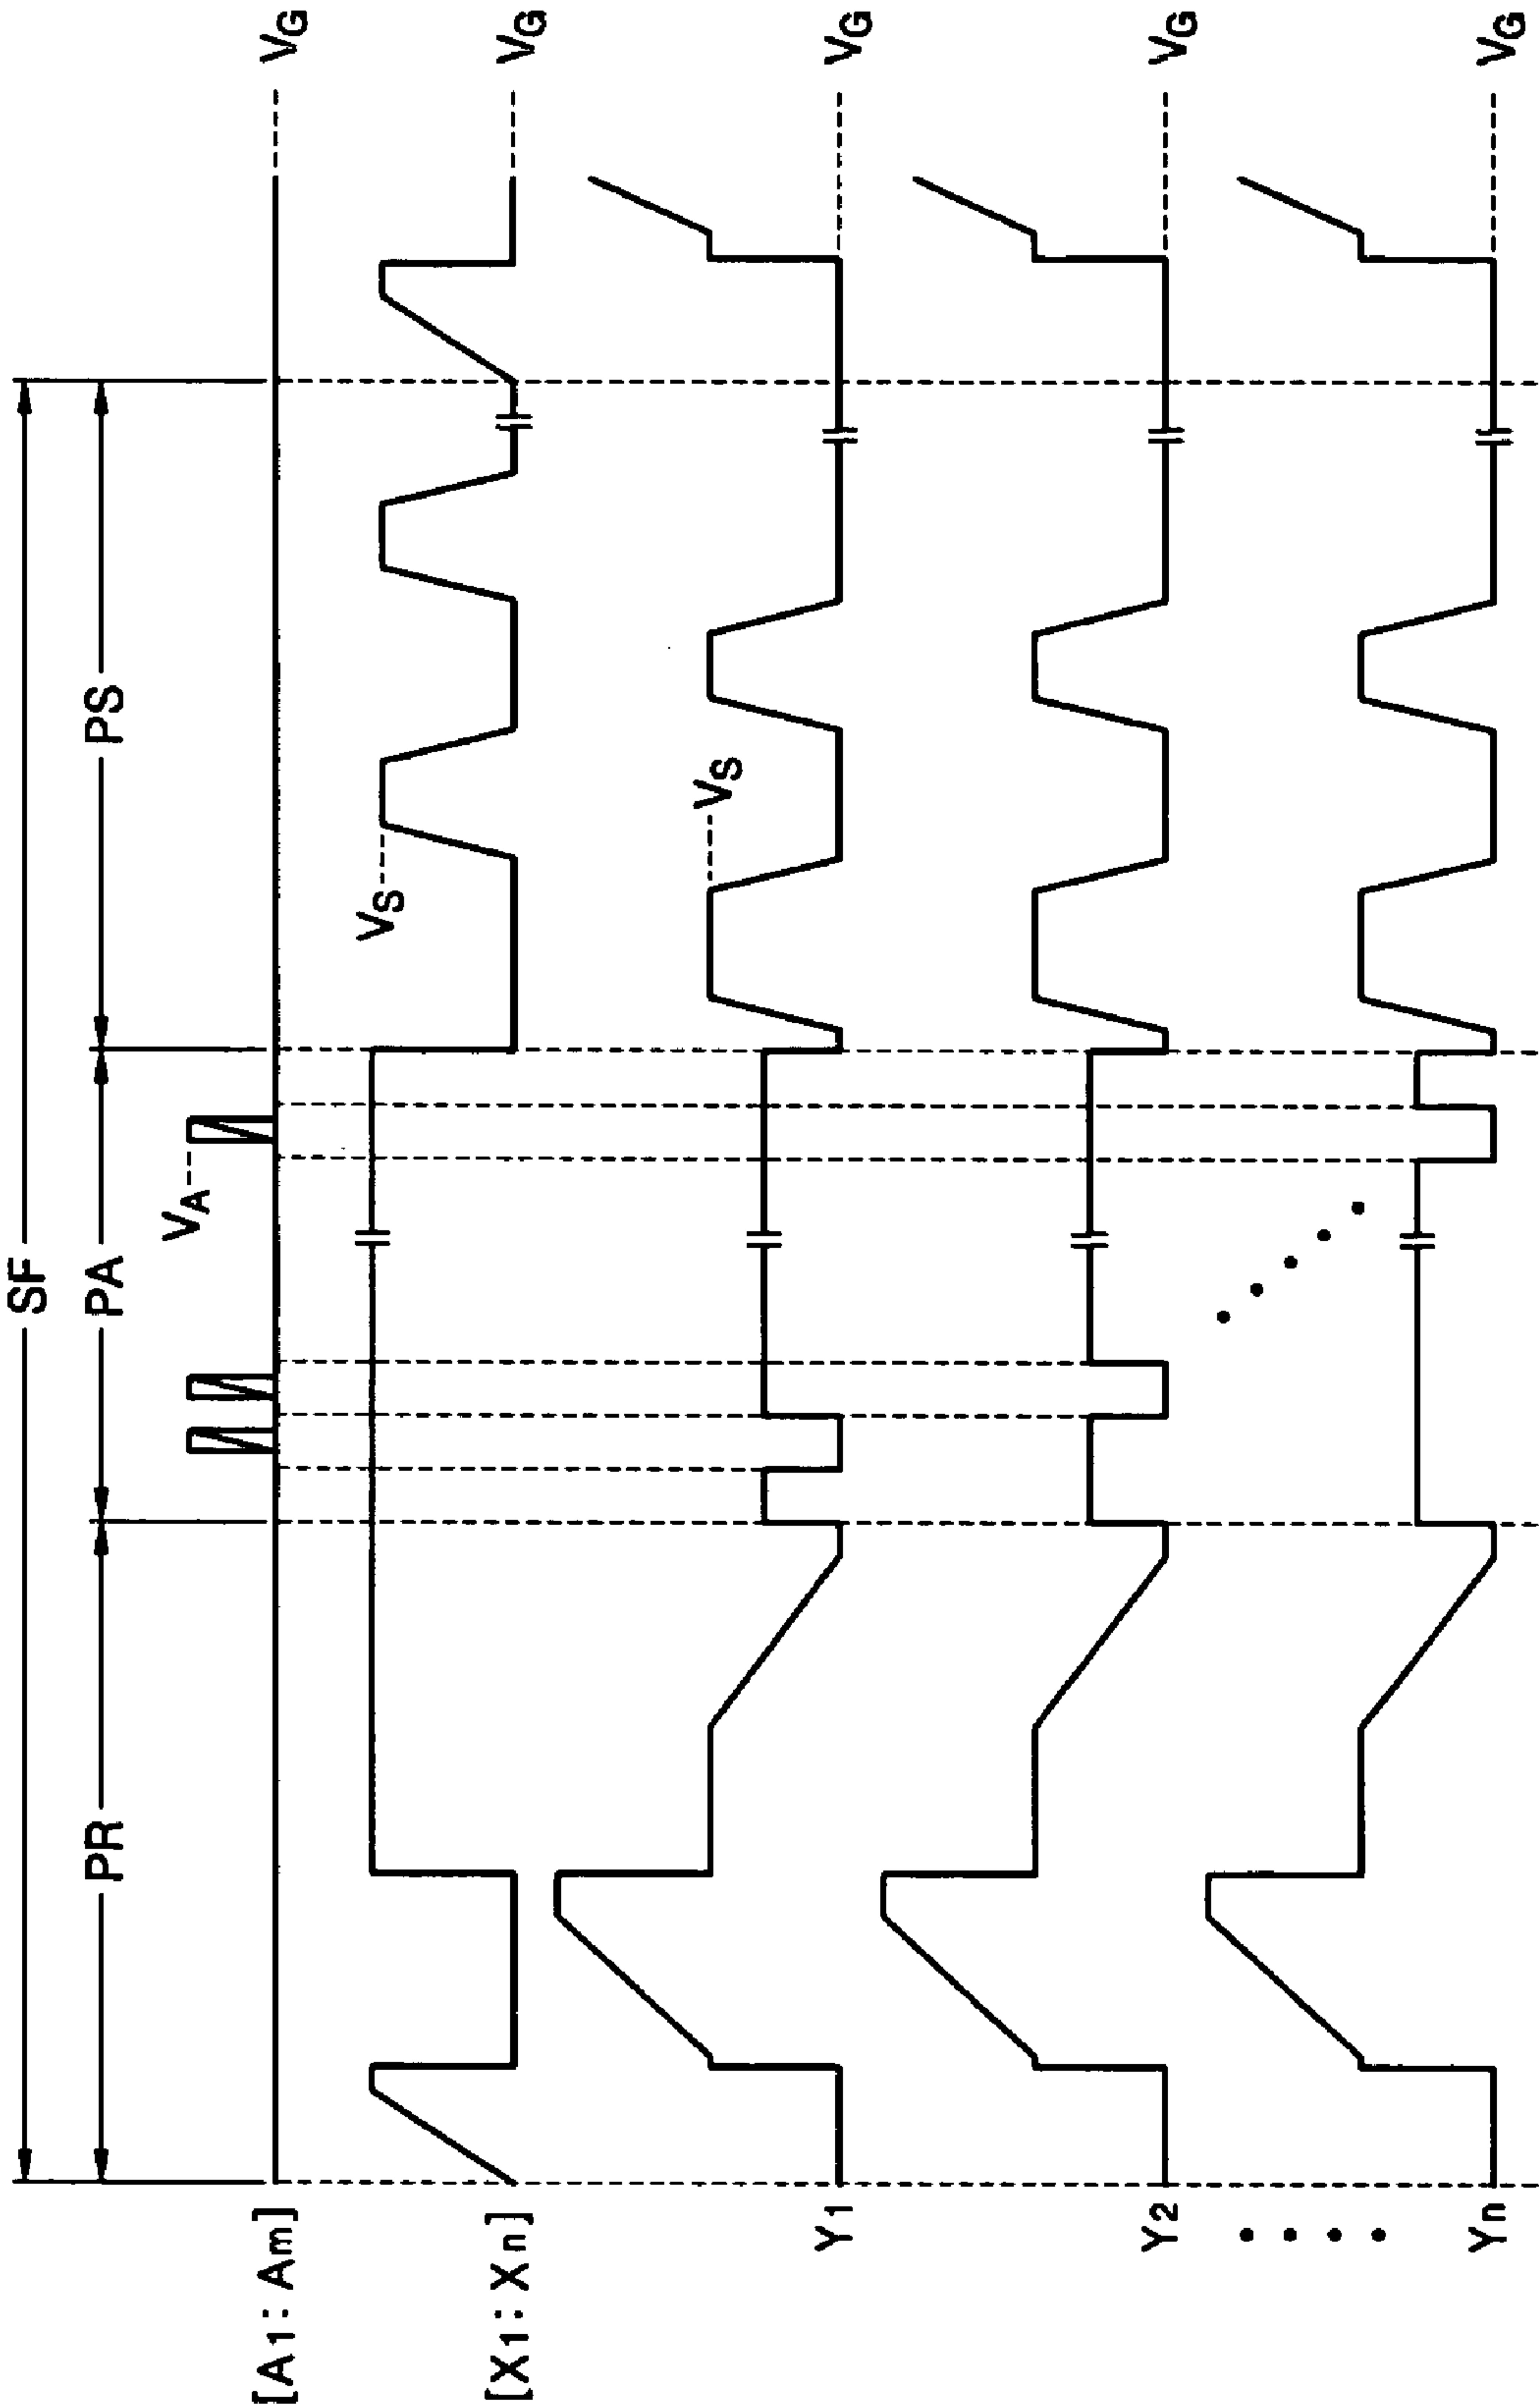 SF
PR
PA
PS
[A1: Am]
VA
VG
[X1: Xn]
VS
VG
Y1
VS
VG
Y2
VG
Yn
VG